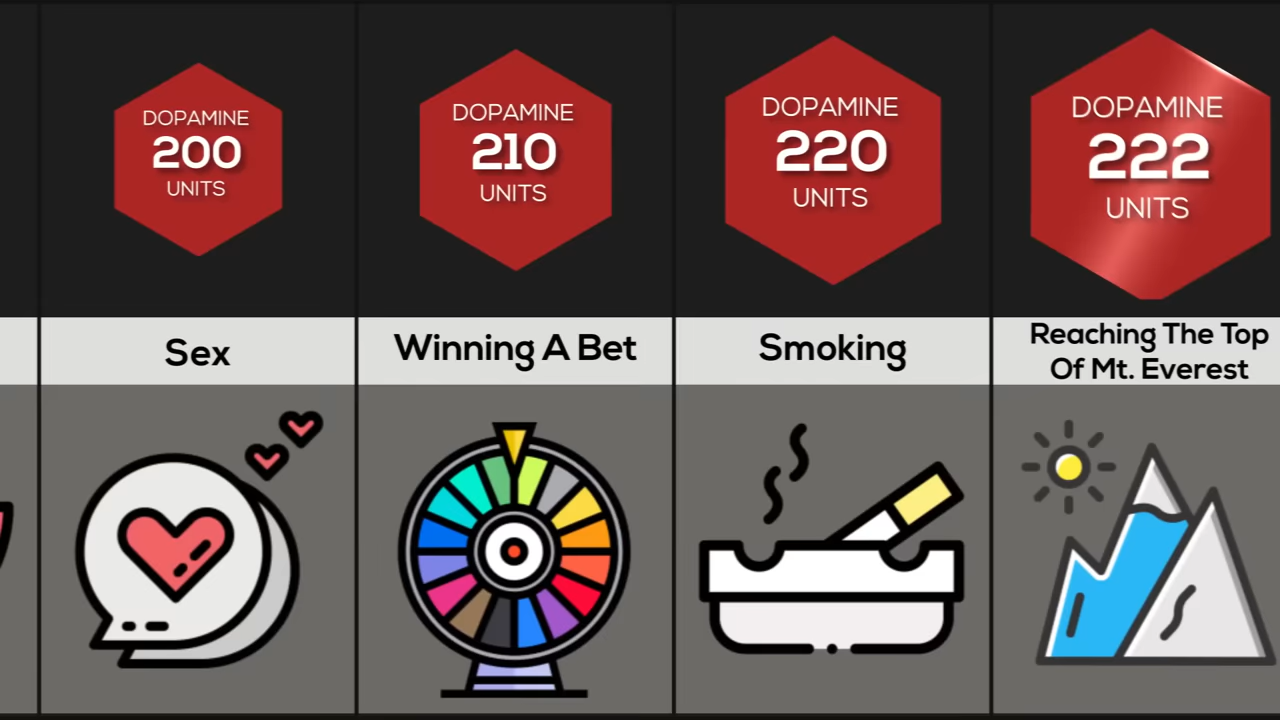 DOPAMINE
200
UNITS
DOPAMINE
210
UNITS
DOPAMINE
220
UNITS
DOPAMINE
222
UNITS
Sex
Winning A Bet
Smoking
Reaching The Top
Of Mt. Everest